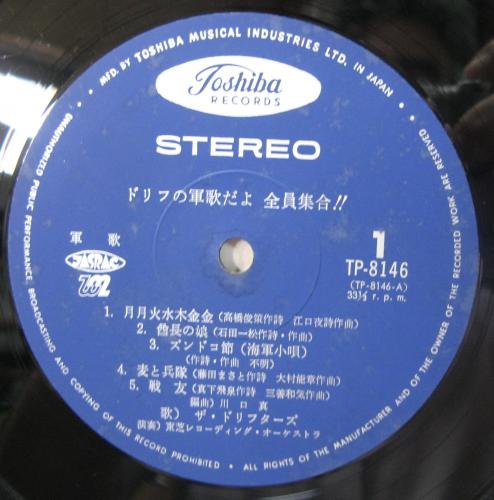 MFD. BY TOSHIBA MUSICAL INDUSTRIES LTD. IN JAPAN
Toshiba
RECORDS
STEREO
ドリフの軍歌だよ 全員集合!!
軍 歌
JASRAC
1
TP-8146
(TP-8146-A)
33⅓ r. p. m.
1. 月月火水木金金(高橋俊策作詩 江口夜詩作曲)
2. 酋長の娘(石田一松作詩・作曲)
3. ズンドコ節(海軍小唄)
(作詩・作曲 不明)
4. 麦と兵隊(藤田まさと作詩 大村能章作曲)
5. 戦 友(真下飛泉作詩 三善和気作曲)
編曲) 川 口 真
歌) ザ・ドリフターズ
演奏) 東芝レコーディング・オーケストラ
UNAUTHORIZED PUBLIC PERFORMANCE, BROADCASTING AND COPYING OF THIS RECORD PROHIBITED • ALL RIGHTS OF THE MANUFACTURER AND OF THE OWNER OF THE RECORDED WORK ARE RESERVED